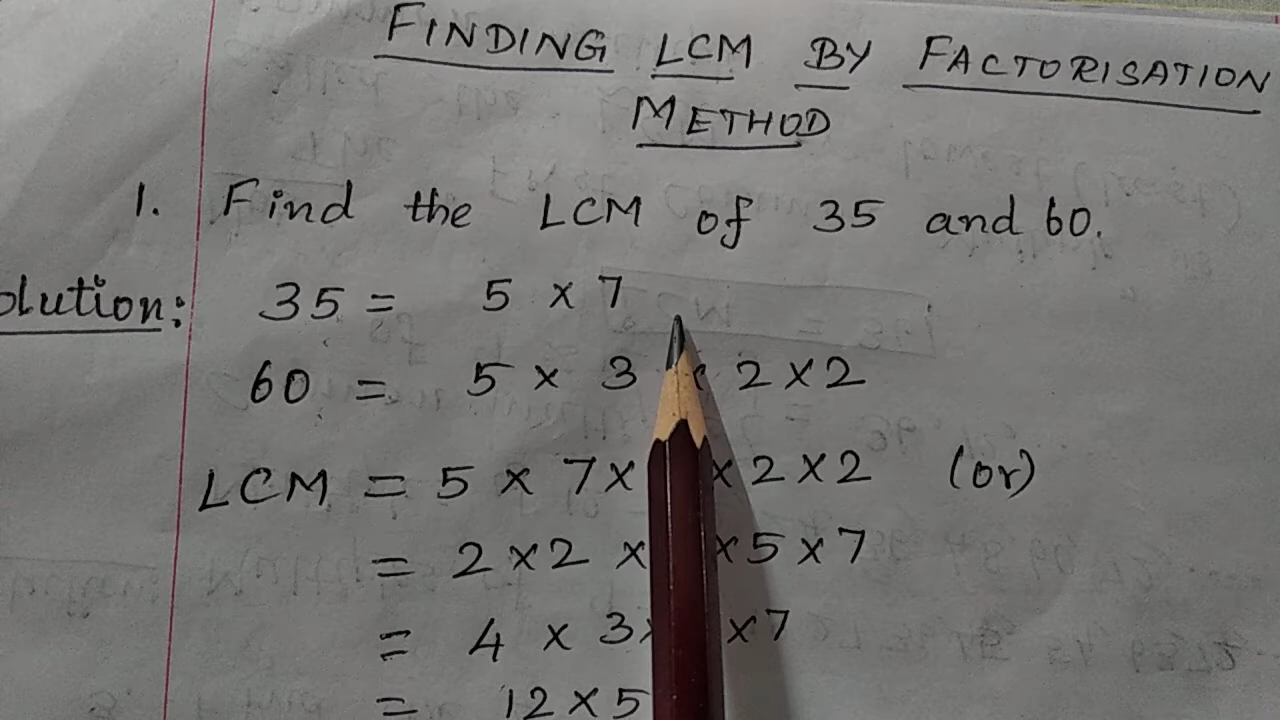 FINDING LCM BY FACTORISATION
METHOD
1. Find the LCM of 35 and 60.
olution:
35 = 5 × 7
60 = 5 × 3 × 2 × 2
LCM = 5 × 7 × × 2 × 2 (or)
= 2 × 2 × × 5 × 7
= 4 × 3 × × 7
= 12 × 5